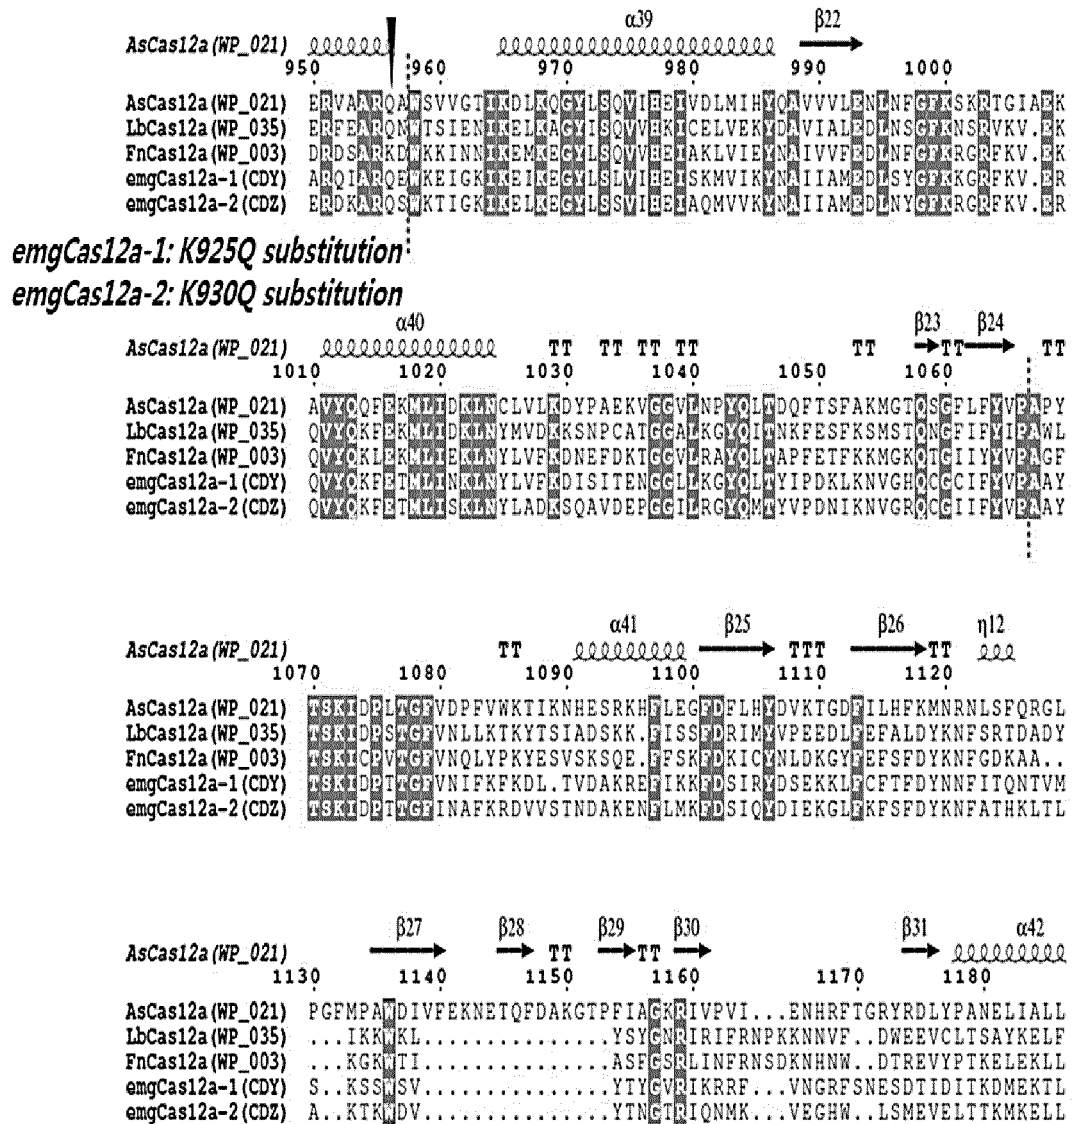 α39 β22
AsCas12a(WP_021)
950 960 970 980 990 1000
AsCas12a(WP_021) ERVAARQAWSVVGTIKDLKQGYLSQVIHEIVDLMIHYQAVVVLENLNFGFKSKRTGIAEK
LbCas12a(WP_035) ERFEARQNWTSIENIKELKAGYISQVVHKICELVEKYDAVIALEDLNSGFKNSRVKV.EK
FnCas12a(WP_003) DRDSARKDWKKINNIKEMKEGYLSQVVHEIAKLVIEYNAIVVFEDLNFGFKRGRFKV.EK
emgCas12a-1(CDY) ARQIARQEWKEIGKIKEIKEGYLSLVIHEISKMVIKYNAIIAMEDLSYGFKKGRFKV.ER
emgCas12a-2(CDZ) ERDKARQSWKTIGKIKELKEGYLSSVIHEIAQMVVKYNAIIAMEDLNYGFKRGRFKV.ER
emgCas12a-1: K925Q substitution
emgCas12a-2: K930Q substitution
α40 β23 β24
AsCas12a(WP_021) TT TT TT TT TT TT TT
1010 1020 1030 1040 1050 1060
AsCas12a(WP_021) AVYQQFEKMLIDKLNCLVLKDYPAEKVGGVLNPYQLTDQFTSFAKMGTQSGFLFYVPAPY
LbCas12a(WP_035) QVYQKFEKMLIDKLNYMVDKKSNPCATGGALKGYQITNKFESFKSMSTQNGFIFYIPAWL
FnCas12a(WP_003) QVYQKLEKMLIEKLNYLVFKDNEFDKTGGVLRAYQLTAPFETFKKMGKQTGIIYYVPAGF
emgCas12a-1(CDY) QVYQKFETMLINKLNYLVFKDISITENGGLLKGYQLTYIPDKLKNVGHQCGCIFYVPAAY
emgCas12a-2(CDZ) QVYQKFETMLISKLNYLADKSQAVDEPGGILRGYQMTYVPDNIKNVGRQCGIIFYVPAAY
α41 β25 β26 η12
AsCas12a(WP_021) TT TTT TT
1070 1080 1090 1100 1110 1120
AsCas12a(WP_021) TSKIDPLTGFVDPFVWKTIKNHESRKHFLEGFDFLHYDVKTGDFILHFKMNRNLSFQRGL
LbCas12a(WP_035) TSKIDPSTGFVNLLKTKYTSIADSKK.FISSFDRIMYVPEEDLFEFALDYKNFSRTDADY
FnCas12a(WP_003) TSKICPVTGFVNQLYPKYESVSKSQE.FFSKFDKICYNLDKGYFEFSFDYKNFGDKAA..
emgCas12a-1(CDY) TSKIDPTTGFVNIFKFKDL.TVDAKREFIKKFDSIRYDSEKKLFCFTFDYNNFITQNTVM
emgCas12a-2(CDZ) TSKIDPTTGFINAFKRDVVSTNDAKENFLMKFDSIQYDIEKGLFKFSFDYKNFATHKLTL
β27 β28 β29 β30 β31 α42
AsCas12a(WP_021) TT TT
1130 1140 1150 1160 1170 1180
AsCas12a(WP_021) PGFMPAWDIVFEKNETQFDAKGTPFIAGKRIVPVI...ENHRFTGRYRDLYPANELIALL
LbCas12a(WP_035) ...IKKWKL.............YSYGNRIRIFRNPKKNNVF..DWEEVCLTSAYKELF
FnCas12a(WP_003) ...KGKWTI.............ASFGSRLINFRNSDKNHNW..DTREVYPTKELEKLL
emgCas12a-1(CDY) S..KSSWSV.............YTYGVRIKRRF...VNGRFSNESDTIDITKDMEKTL
emgCas12a-2(CDZ) A..KTKWDV.............YTNGTRIQNMK...VEGHW..LSMEVELTTKMKELL